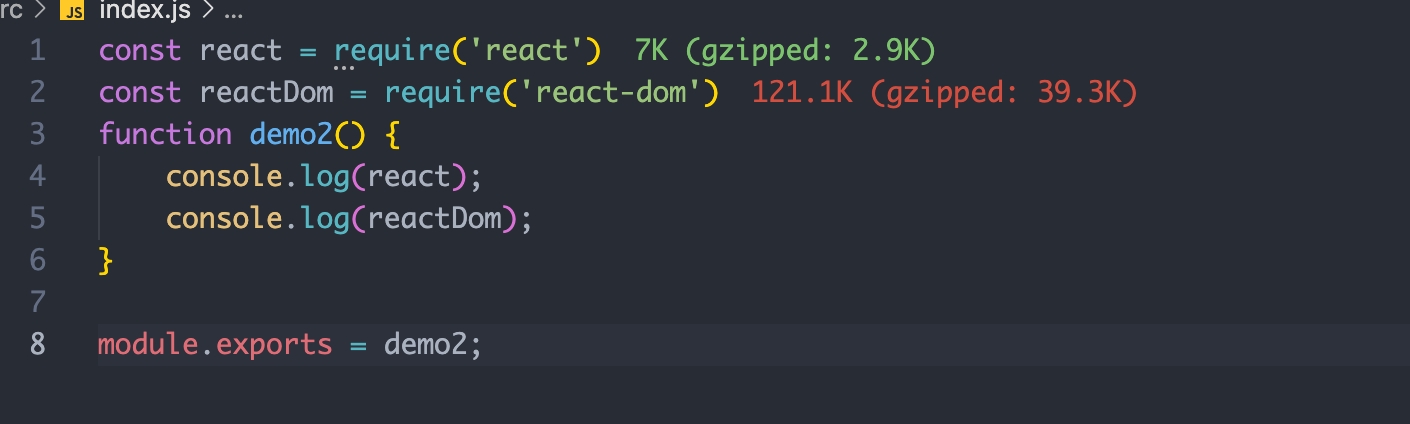 rc > JS index.js > ...
1 const react = require('react') 7K (gzipped: 2.9K)
2 const reactDom = require('react-dom') 121.1K (gzipped: 39.3K)
3 function demo2() {
4     console.log(react);
5     console.log(reactDom);
6 }
7
8 module.exports = demo2;